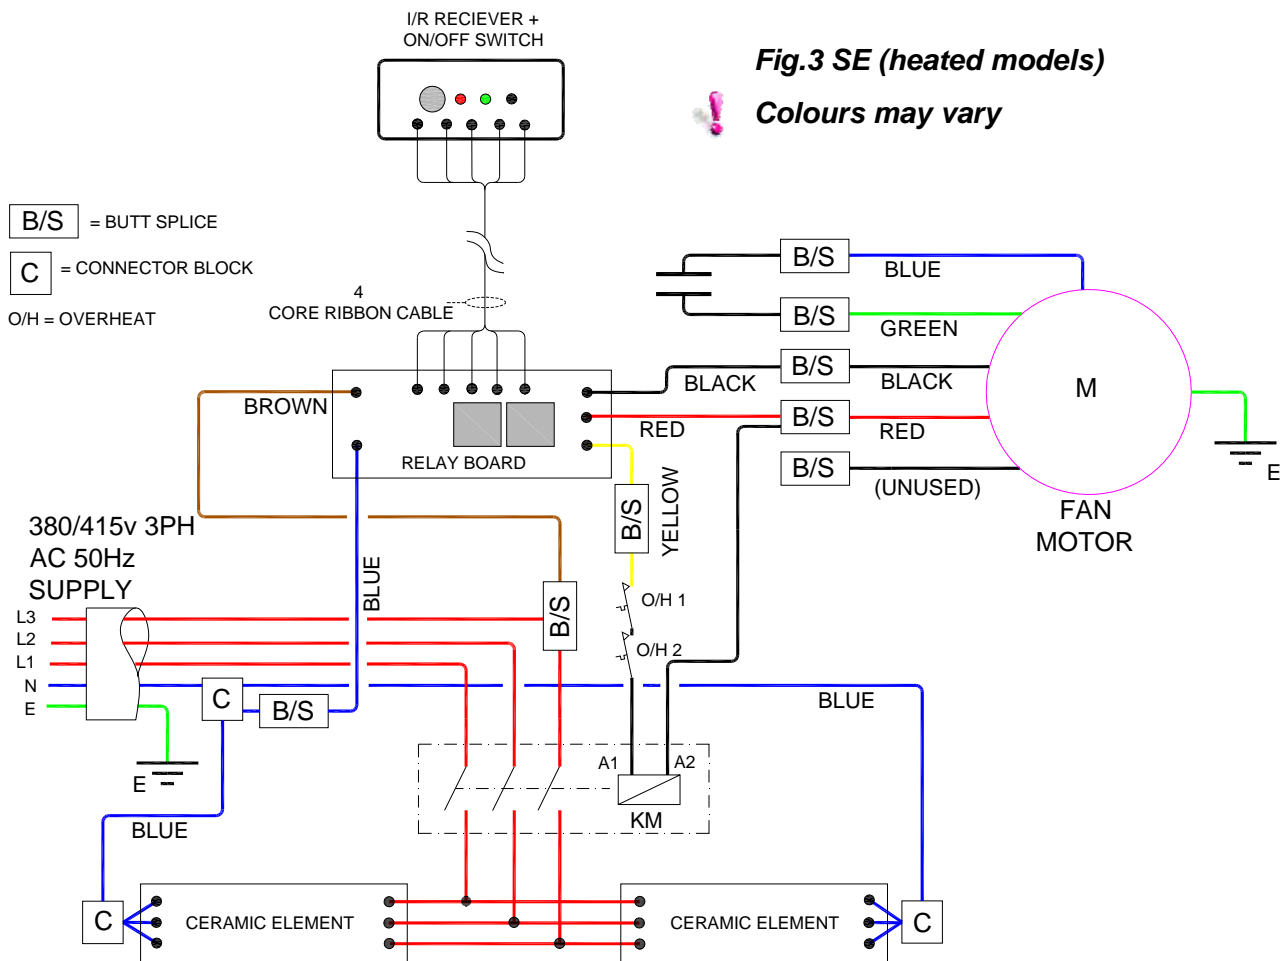 I/R RECIEVER +
ON/OFF SWITCH
Fig.3 SE (heated models)
Colours may vary
B/S = BUTT SPLICE
C = CONNECTOR BLOCK
O/H = OVERHEAT
4
CORE RIBBON CABLE
B/S
BLUE
B/S
GREEN
BLACK
B/S
BLACK
M
BROWN
RED
B/S
RED
E
RELAY BOARD
B/S
(UNUSED)
FAN
MOTOR
B/S
YELLOW
380/415v 3PH
AC 50Hz
SUPPLY
BLUE
B/S
O/H 1
O/H 2
L3
L2
L1
N
E
C
B/S
BLUE
E
A1
A2
KM
BLUE
C
CERAMIC ELEMENT
CERAMIC ELEMENT
C